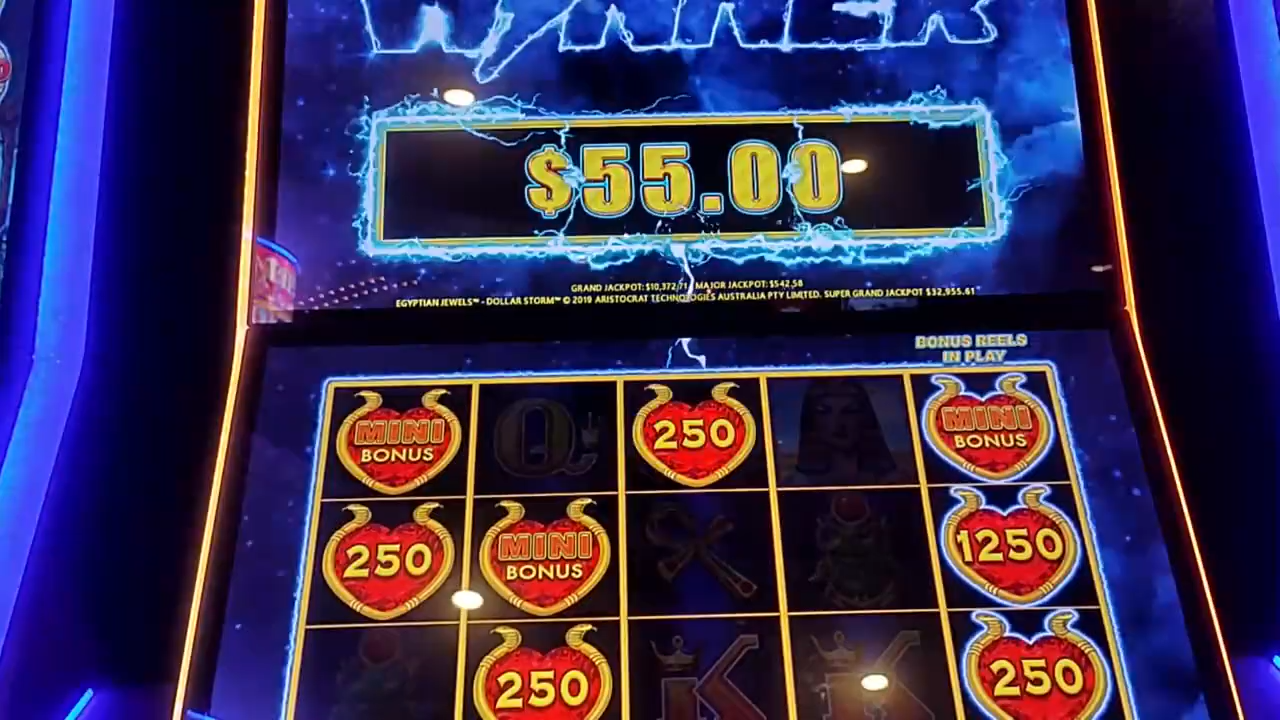 $55.00
GRAND JACKPOT: $10,372.71 MAJOR JACKPOT: $542.58
EGYPTIAN JEWELS™ - DOLLAR STORM™ © 2019 ARISTOCRAT TECHNOLOGIES AUSTRALIA PTY LIMITED. SUPER GRAND JACKPOT $32,955.61
BONUS REELS
IN PLAY
MINI
BONUS
Q
250
MINI
BONUS
250
MINI
BONUS
1250
250
K
K
250